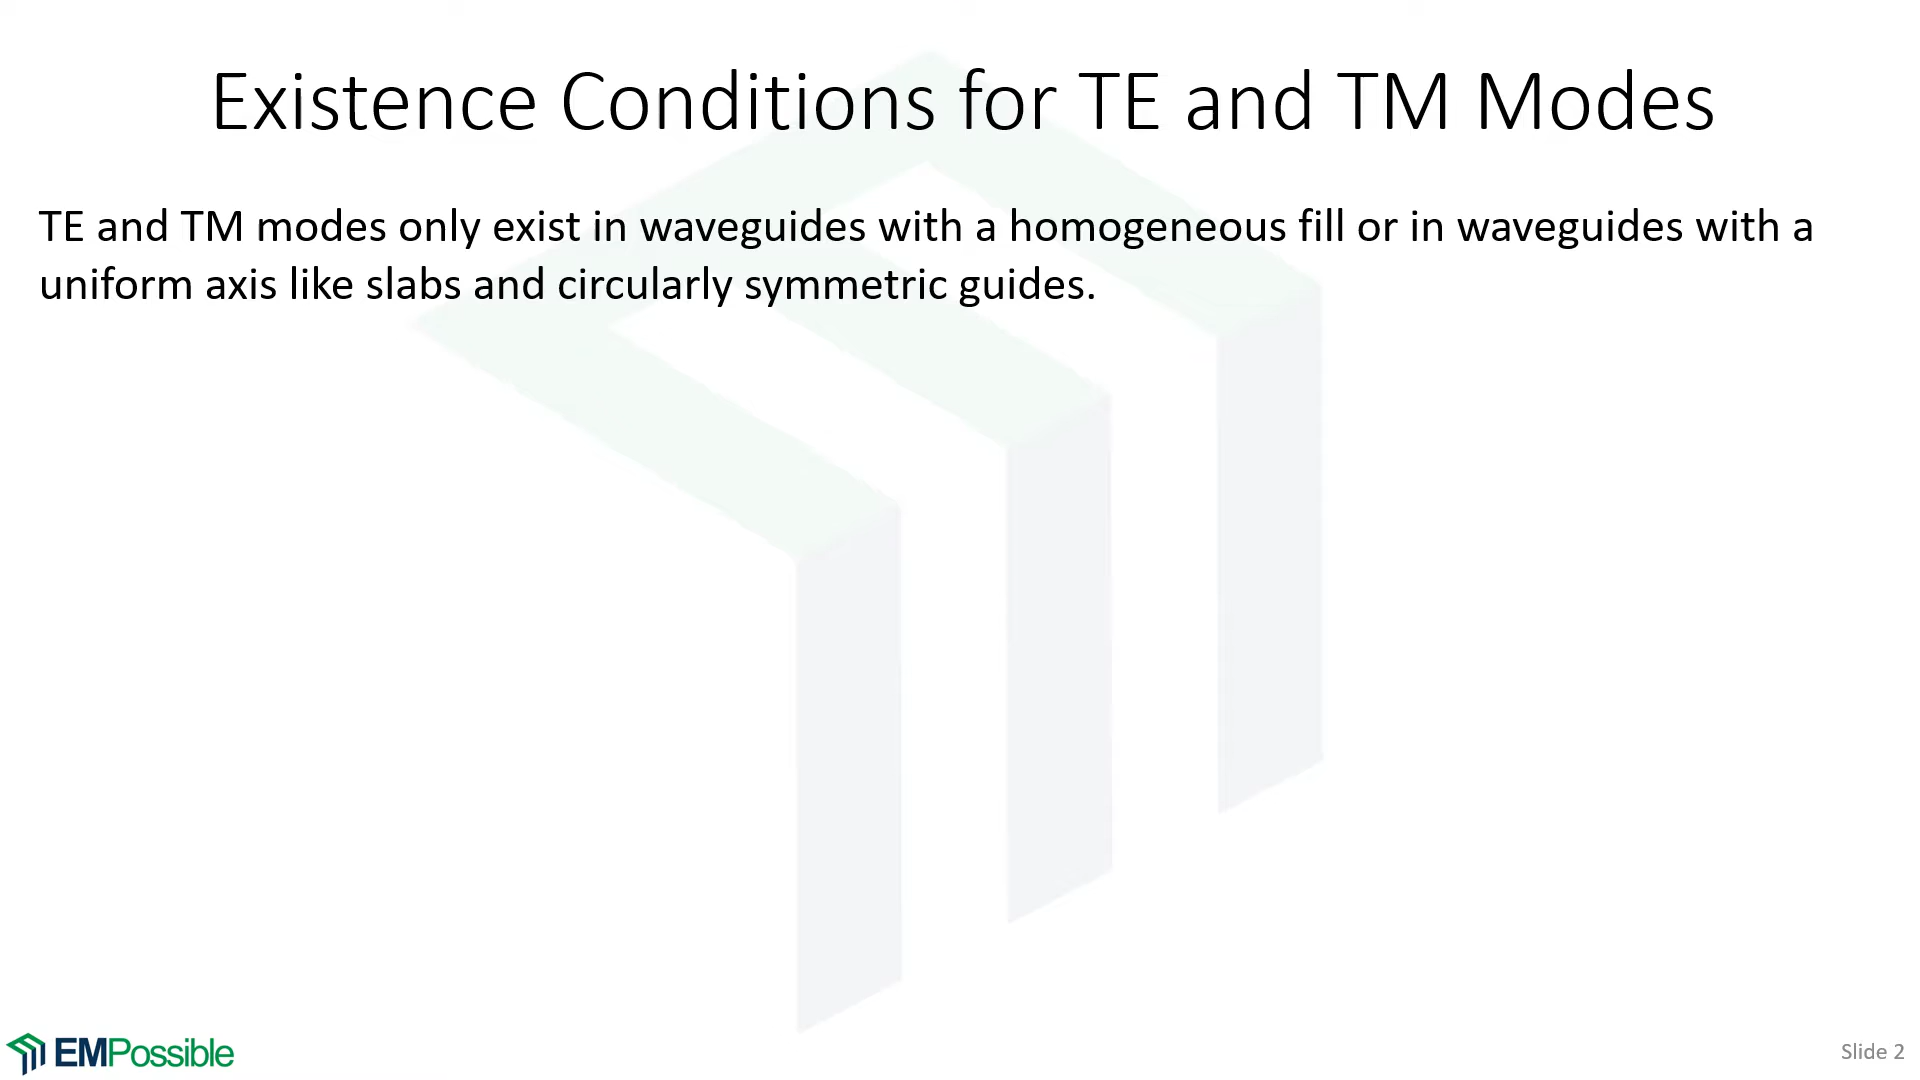 Existence Conditions for TE and TM Modes
TE and TM modes only exist in waveguides with a homogeneous fill or in waveguides with a
uniform axis like slabs and circularly symmetric guides.
EMPossible
Slide 2